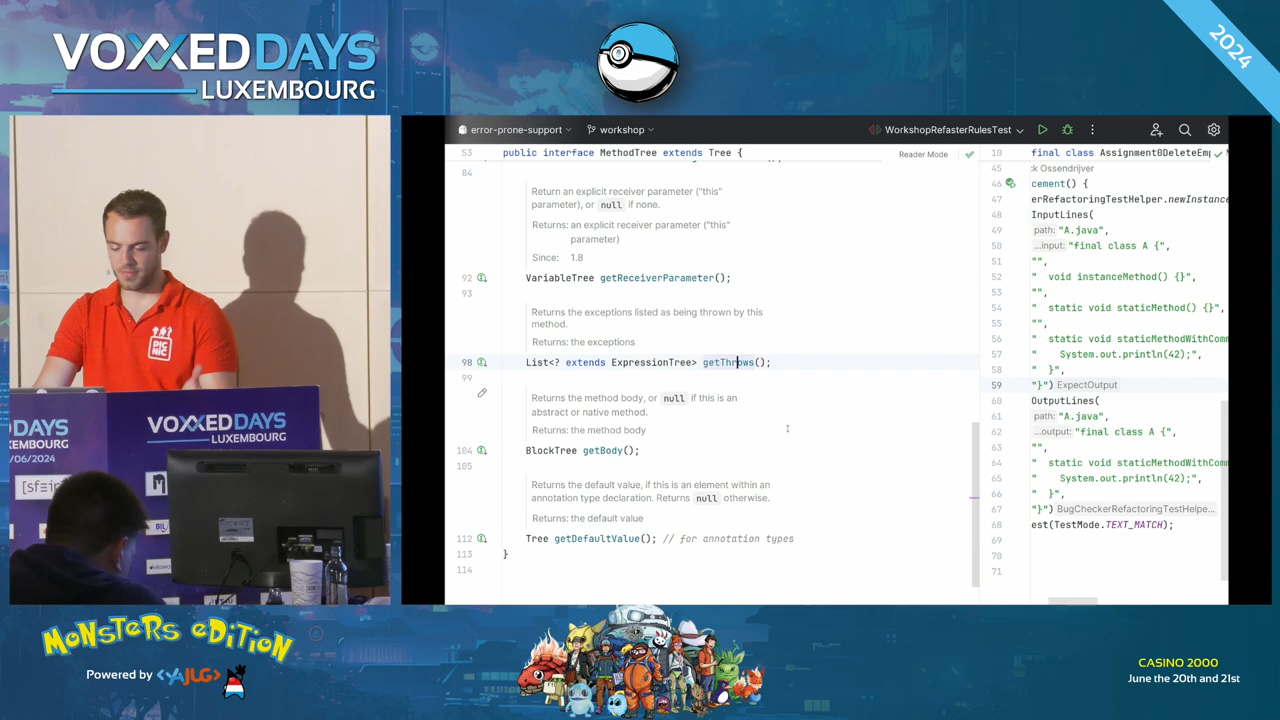 VOXXEDDAYS
LUXEMBOURG
2024
PIC
NIC
DAYS
EMBOURG
/06/2024
VOXXEDDAYS
LUXEMBOURG
error-prone-support
workshop
WorkshopRefasterRulesTest
53 public interface MethodTree extends Tree {
Reader Mode
84
Return an explicit receiver parameter ("this"
parameter), or null if none.
Returns: an explicit receiver parameter ("this"
parameter)
Since: 1.8
92 VariableTree getReceiverParameter();
93
Returns the exceptions listed as being thrown by this
method.
Returns: the exceptions
98 List<? extends ExpressionTree> getThrows();
99
Returns the method body, or null if this is an
abstract or native method.
Returns: the method body
104 BlockTree getBody();
105
Returns the default value, if this is an element within an
annotation type declaration. Returns null otherwise.
Returns: the default value
112 Tree getDefaultValue(); // for annotation types
113 }
114
10 final class Assignment0DeleteEmp
45 ck Ossendrijver
46 cement() {
47 erRefactoringTestHelper.newInstance
48 InputLines(
49 path: "A.java",
50 ...input: "final class A {",
51 "",
52 "  void instanceMethod() {}",
53 "",
54 "  static void staticMethod() {}",
55 "",
56 "  static void staticMethodWithComm
57 "    System.out.println(42);",
58 "  }",
59 "}") ExpectOutput
60 OutputLines(
61 path: "A.java",
62 ...output: "final class A {",
63 "",
64 "  static void staticMethodWithComm
65 "    System.out.println(42);",
66 "  }",
67 "}") BugCheckerRefactoringTestHelpe...
68 est(TestMode.TEXT_MATCH);
69
70
71
MONSTERS EDITION
Powered by <YAJUG>
CASINO 2000
June the 20th and 21st